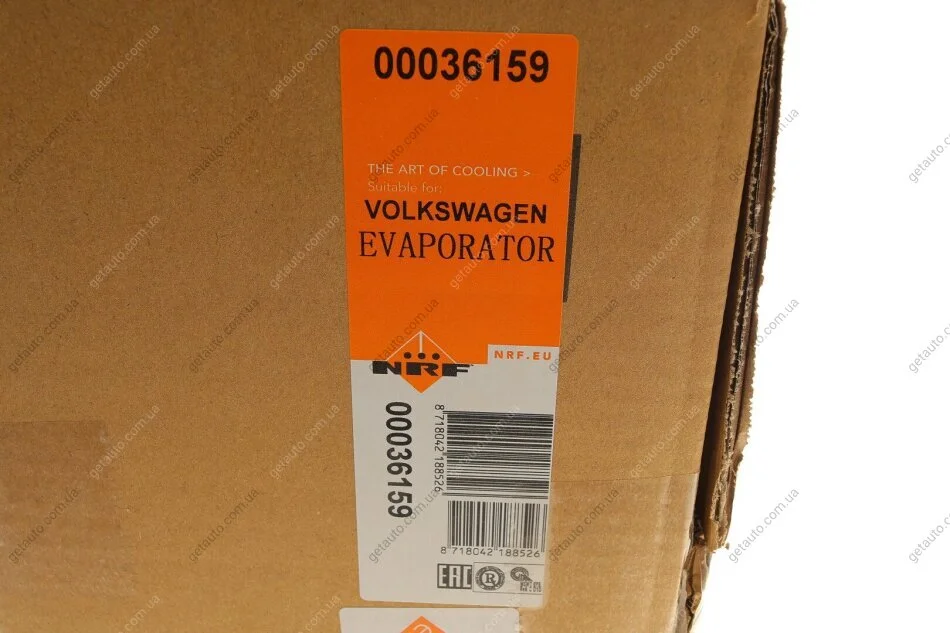 00036159
THE ART OF COOLING >
Suitable for:
VOLKSWAGEN
EVAPORATOR
NRF.EU
NRF
00036159
8 718042 188526
8 718042 188526
EAC
R
getauto.com.ua